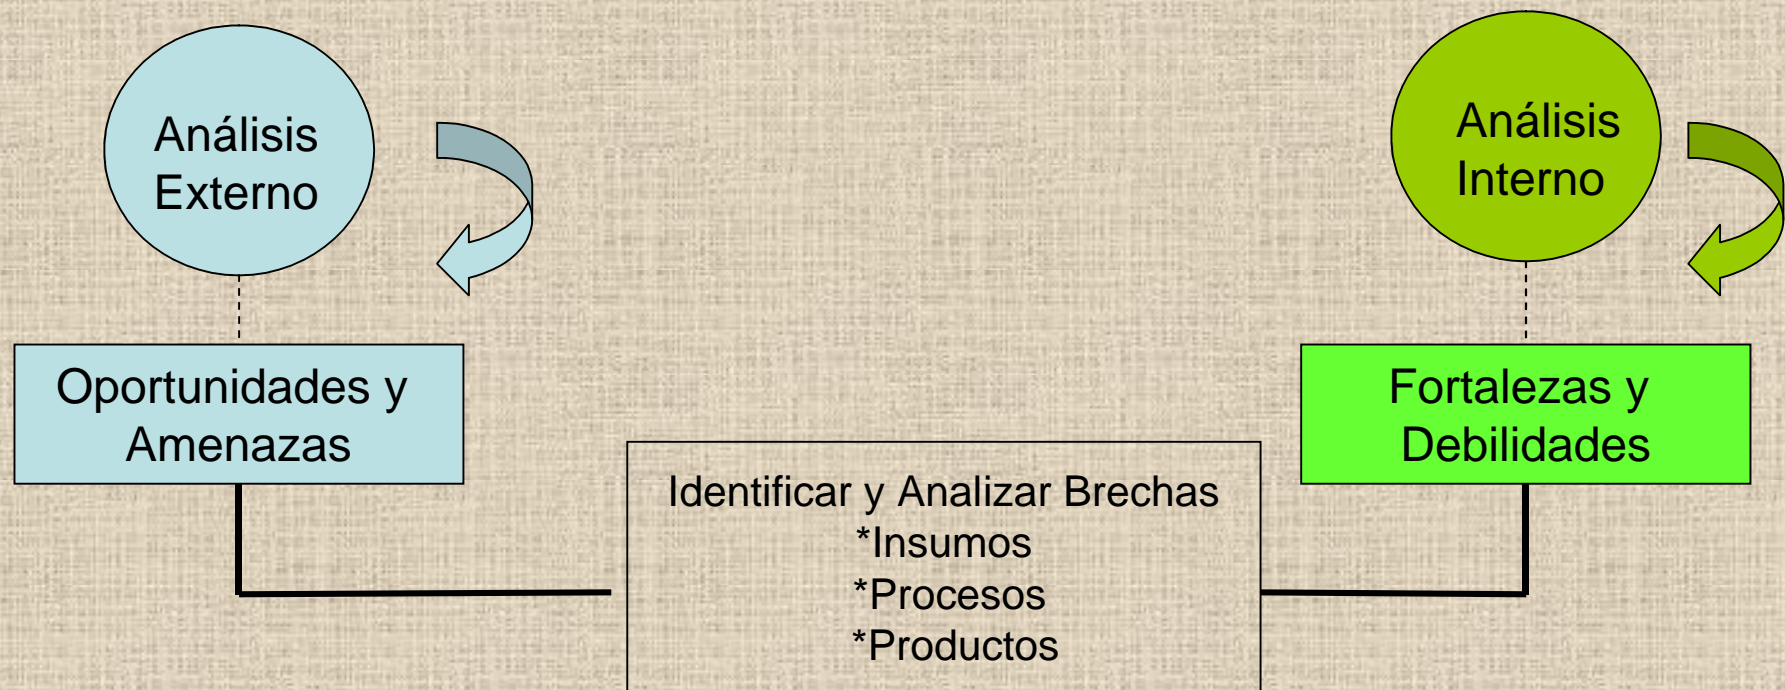 Análisis
Externo
Análisis
Interno
Oportunidades y
Amenazas
Fortalezas y
Debilidades
Identificar y Analizar Brechas
*Insumos
*Procesos
*Productos